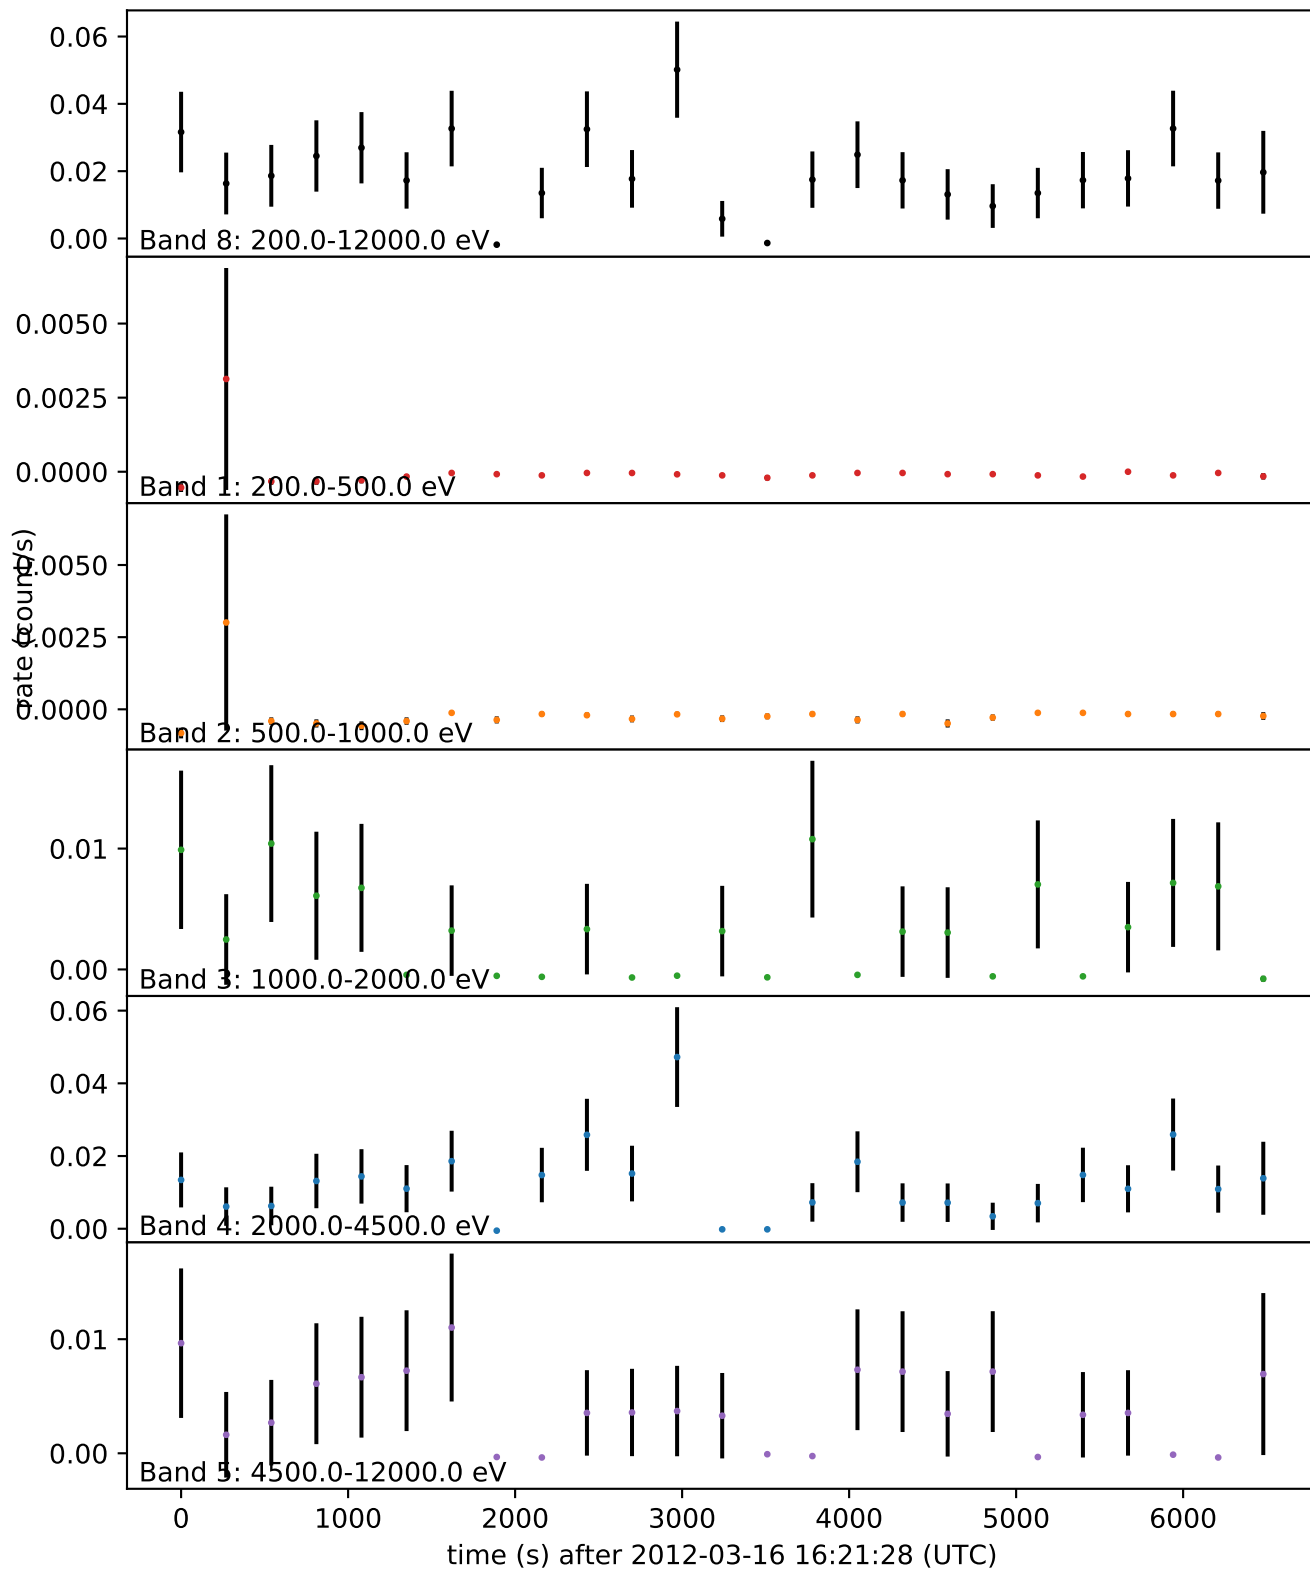 0.06
0.04
0.02
0.00
Band 8: 200.0-12000.0 eV
0.0050
0.0025
0.0000
Band 1: 200.0-500.0 eV
rate (count/s)
0.0050
0.0025
0.0000
Band 2: 500.0-1000.0 eV
0.01
0.00
Band 3: 1000.0-2000.0 eV
0.06
0.04
0.02
0.00
Band 4: 2000.0-4500.0 eV
0.01
0.00
Band 5: 4500.0-12000.0 eV
0 1000 2000 3000 4000 5000 6000
time (s) after 2012-03-16 16:21:28 (UTC)